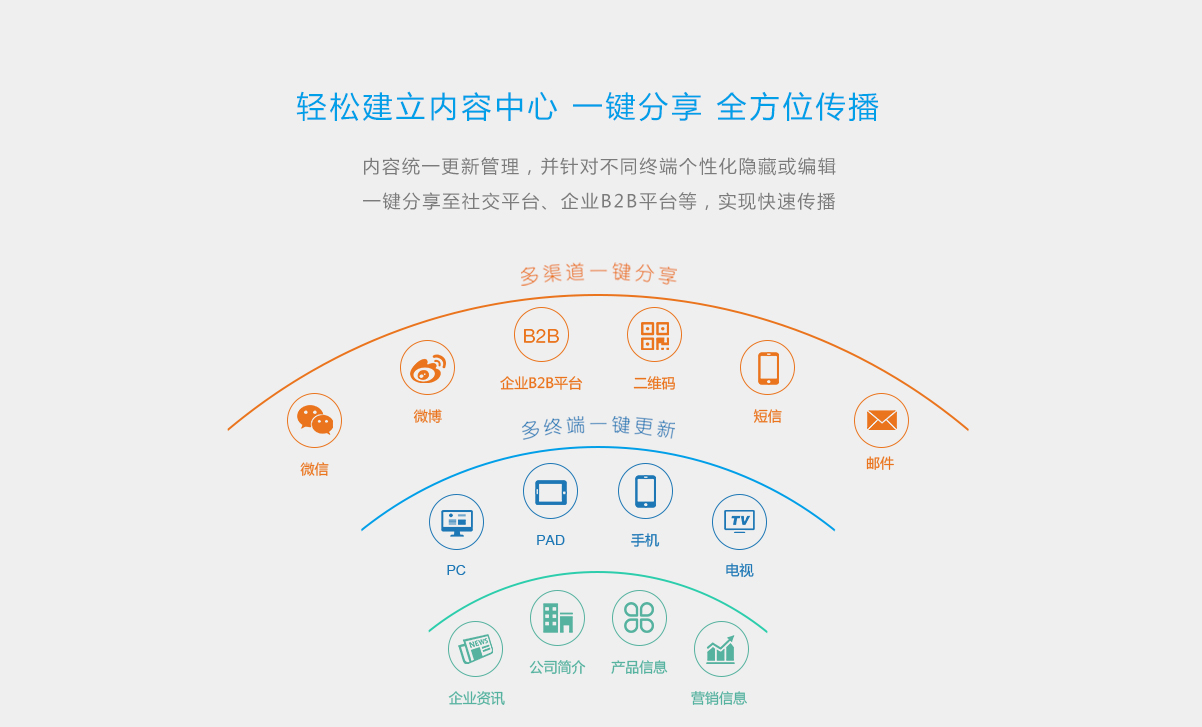 轻松建立内容中心 一键分享 全方位传播
内容统一更新管理，并针对不同终端个性化隐藏或编辑
一键分享至社交平台、企业B2B平台等，实现快速传播
多渠道一键分享
B2B
企业B2B平台
二维码
微博
短信
微信
邮件
多终端一键更新
PAD
手机
TV
PC
电视
NEWS
公司简介
产品信息
企业资讯
营销信息